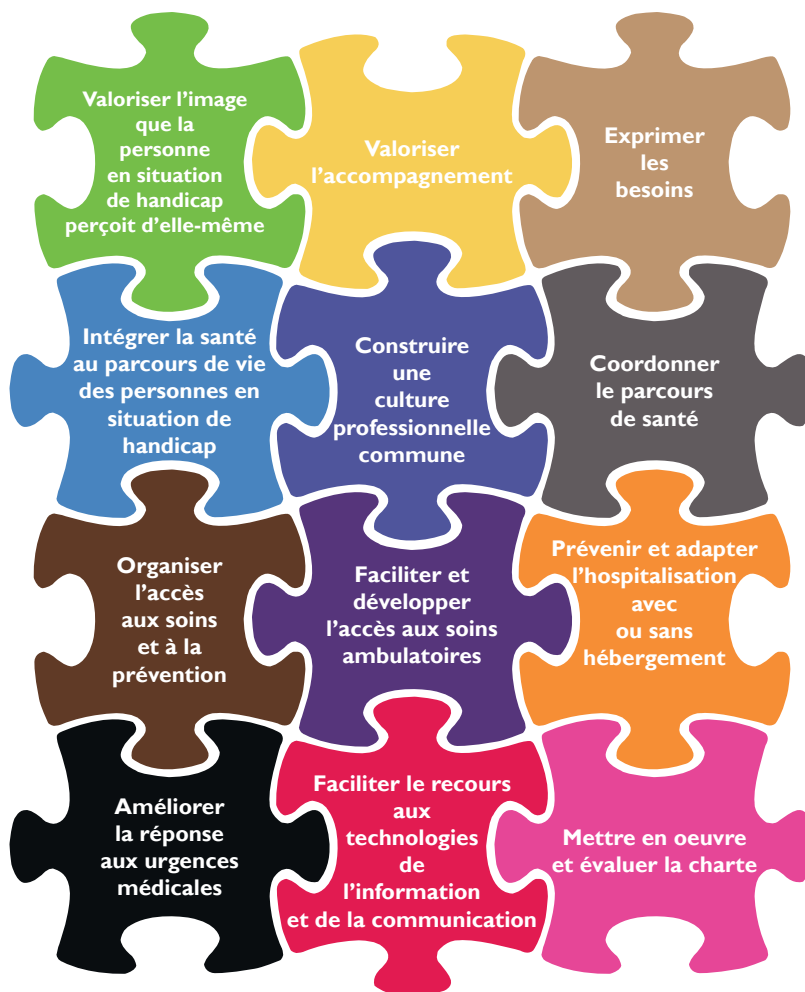 Valoriser l'image
que la
personne
en situation
de handicap
perçoit d'elle-même
Valoriser
l'accompagnement
Exprimer
les
besoins
Intégrer la santé
au parcours de vie
des personnes en
situation de
handicap
Construire
une
culture
professionnelle
commune
Coordonner
le parcours
de santé
Organiser
l'accès
aux soins
et à la
prévention
Faciliter et
développer
l'accès aux soins
ambulatoires
Prévenir et adapter
l'hospitalisation
avec
ou sans
hébergement
Améliorer
la réponse
aux urgences
médicales
Faciliter le recours
aux
technologies
de
l'information
et de la communication
Mettre en oeuvre
et évaluer la charte